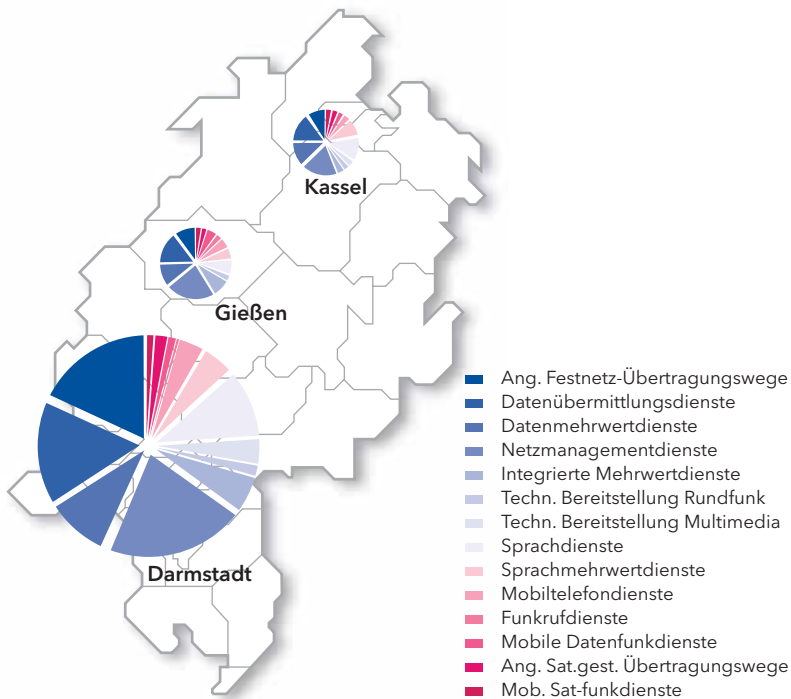 Kassel
Gießen
Darmstadt
Ang. Festnetz-Übertragungswege
Datenübermittlungsdienste
Datenmehrwertdienste
Netzmanagementdienste
Integrierte Mehrwertdienste
Techn. Bereitstellung Rundfunk
Techn. Bereitstellung Multimedia
Sprachdienste
Sprachmehrwertdienste
Mobiltelefondienste
Funkrufdienste
Mobile Datenfunkdienste
Ang. Sat.gest. Übertragungswege
Mob. Sat-funkdienste